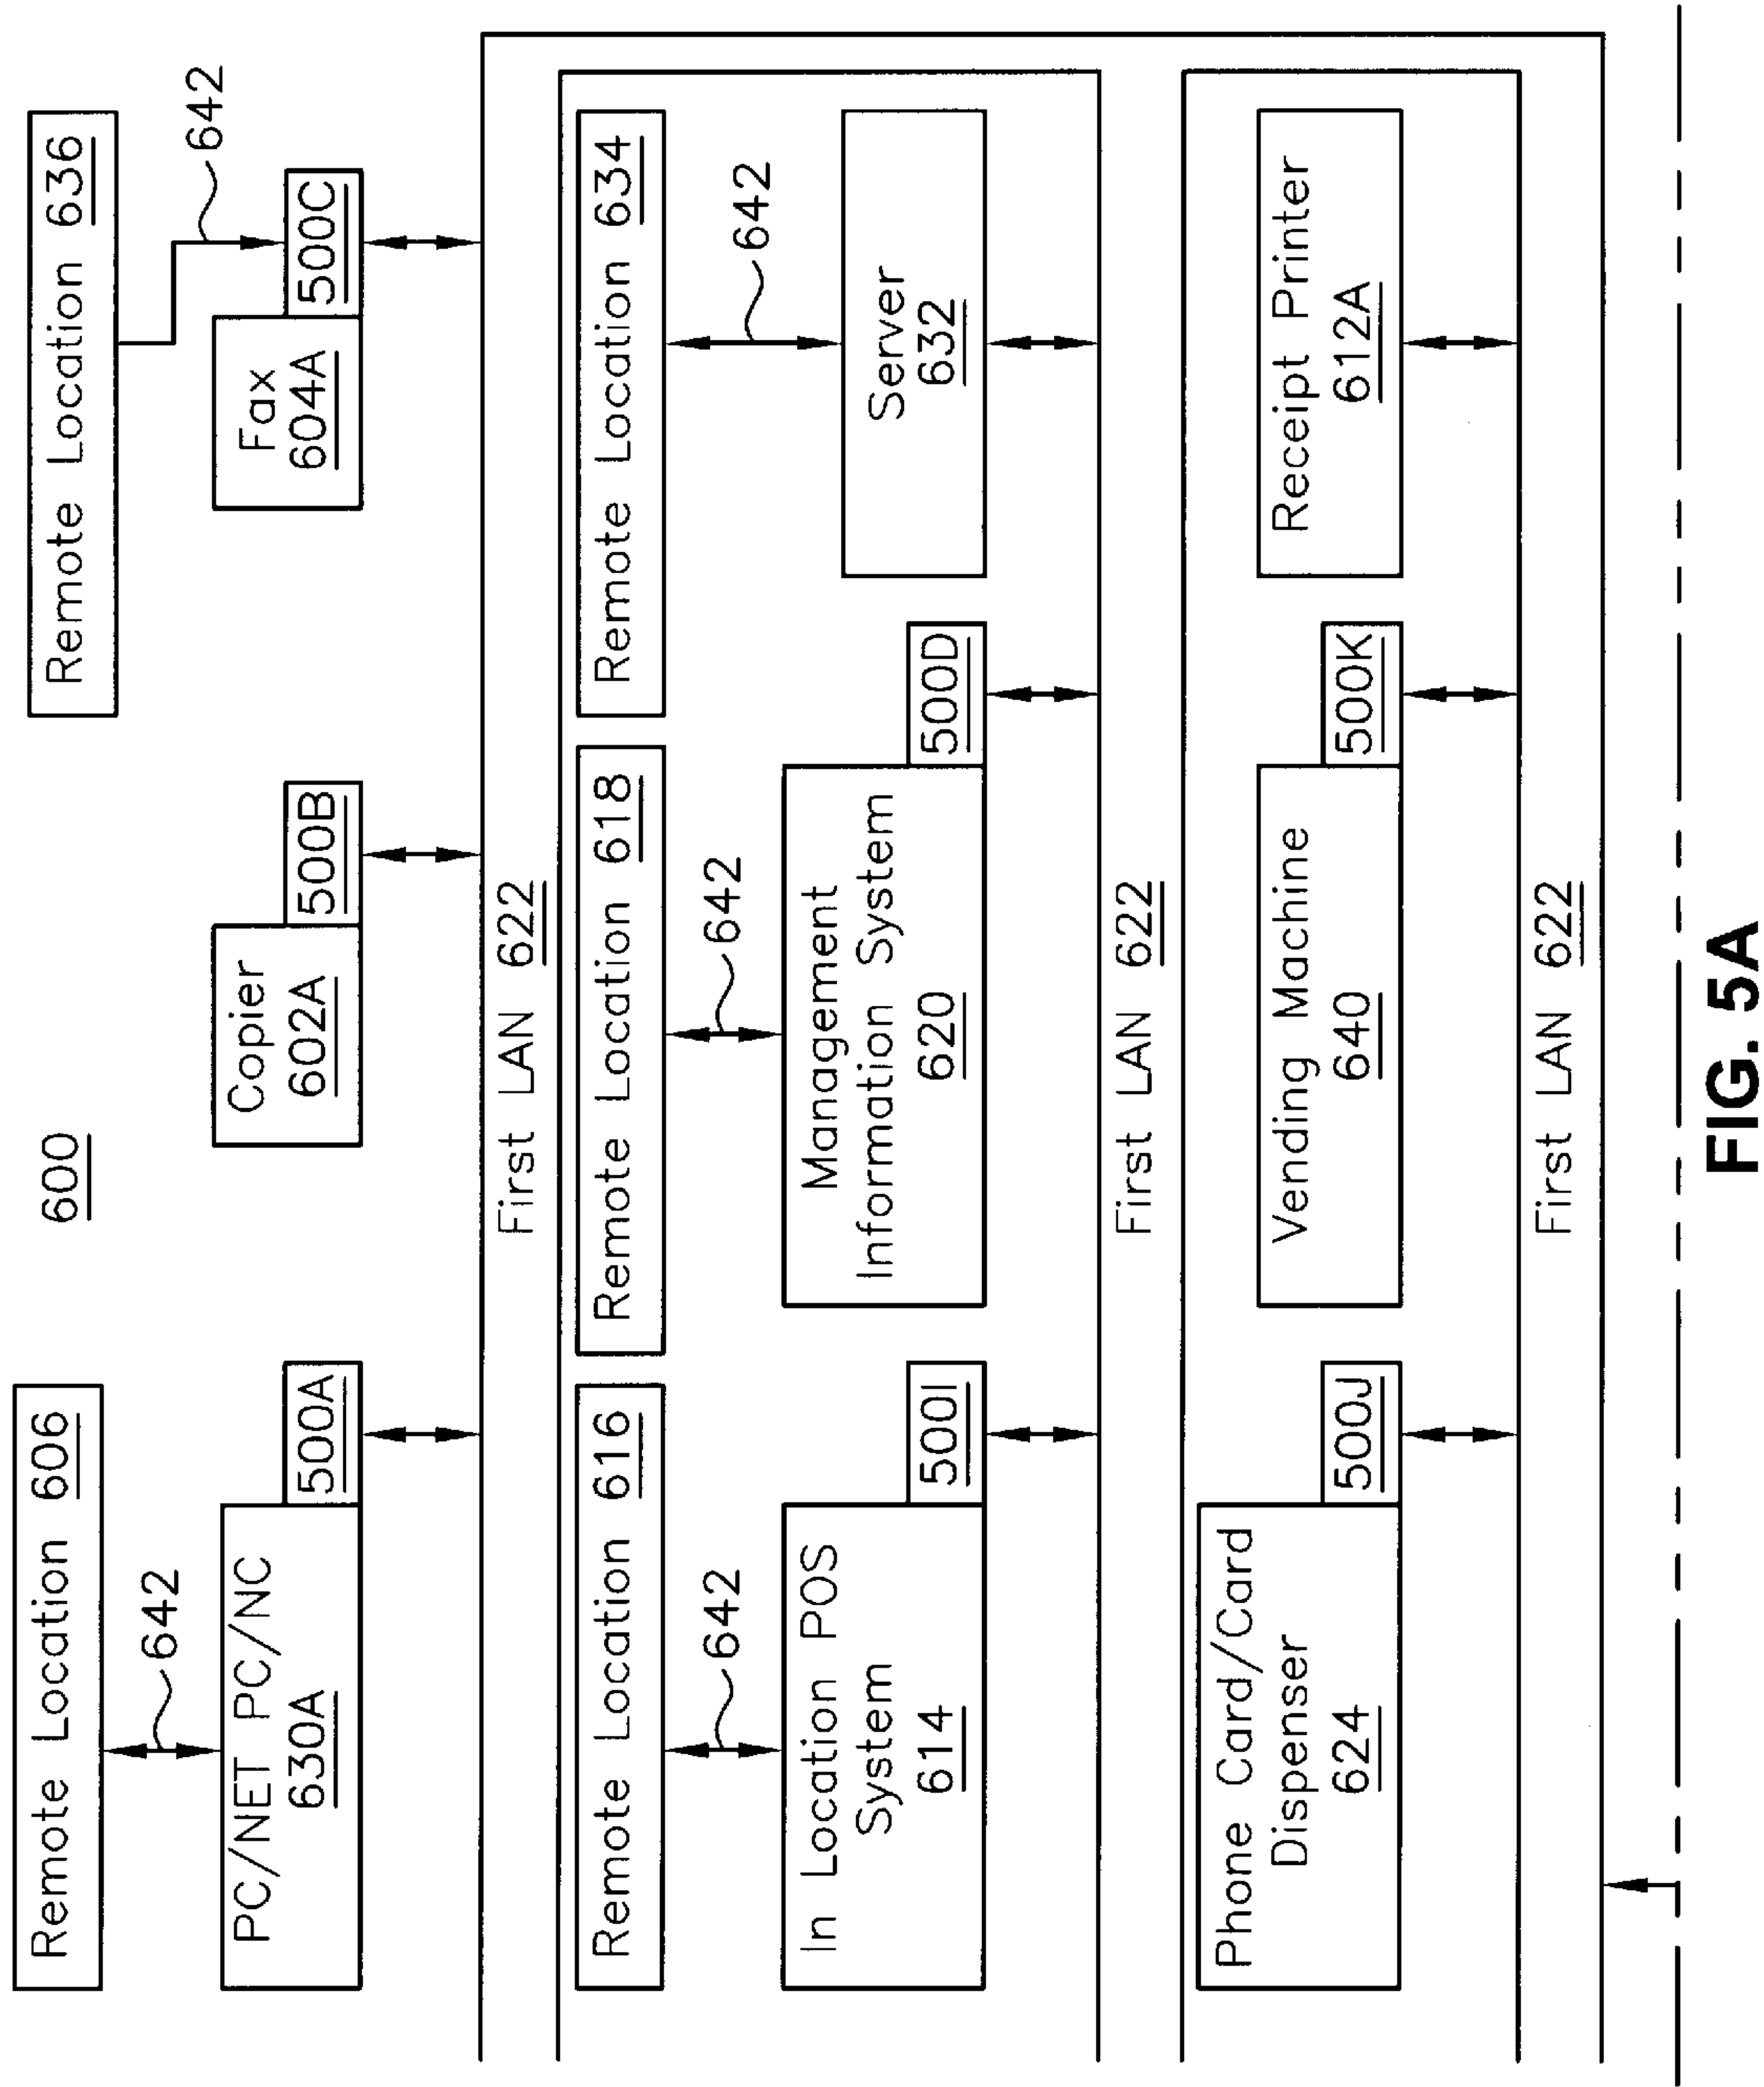 600
Remote Location 606
642
PC/NET PC/NC
630A
500A
Copier
602A
500B
Remote Location 636
642
Fax
604A
500C
First LAN 622
Remote Location 616
642
In Location POS
System
614
500I
Remote Location 618
642
Management
Information System
620
500D
Remote Location 634
642
Server
632
First LAN 622
Phone Card/Card
Dispenser
624
500J
Vending Machine
640
500K
Receipt Printer
612A
First LAN 622
FIG. 5A